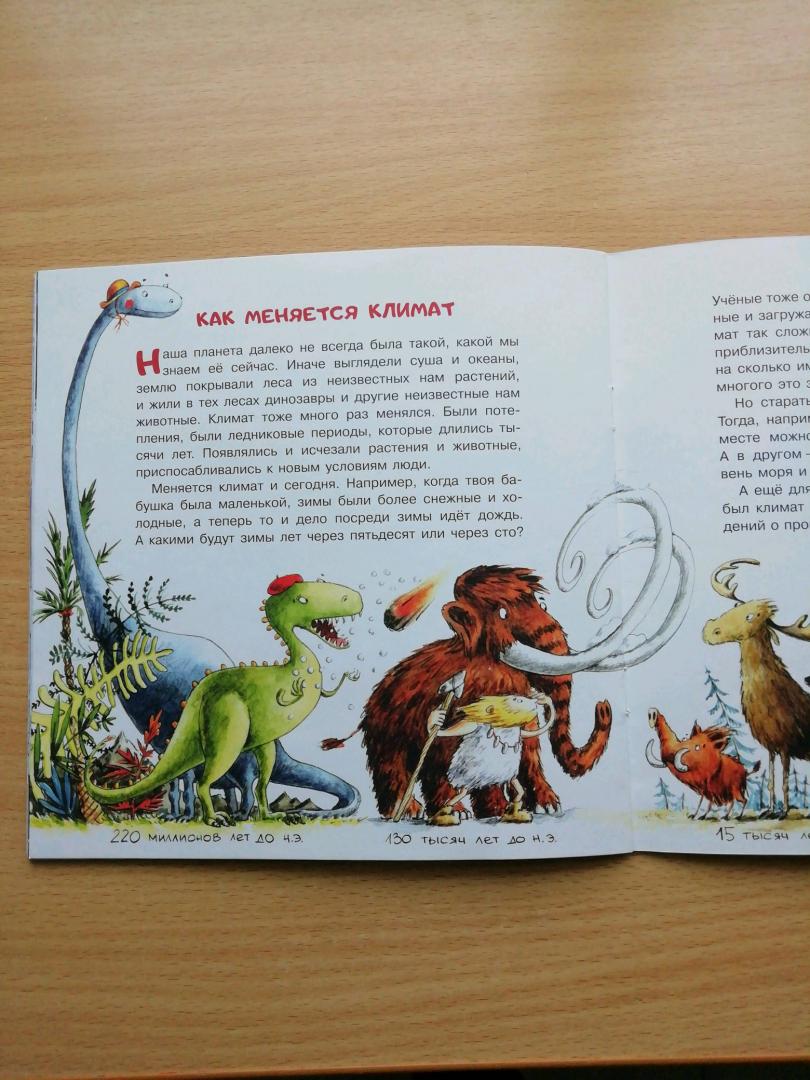 КАК МЕНЯЕТСЯ КЛИМАТ
Наша планета далеко не всегда была такой, какой мы
знаем её сейчас. Иначе выглядели суша и океаны,
землю покрывали леса из неизвестных нам растений,
и жили в тех лесах динозавры и другие неизвестные нам
животные. Климат тоже много раз менялся. Были поте-
пления, были ледниковые периоды, которые длились ты-
сячи лет. Появлялись и исчезали растения и животные,
приспосабливались к новым условиям люди.
Меняется климат и сегодня. Например, когда твоя ба-
бушка была маленькой, зимы были более снежные и хо-
лодные, а теперь то и дело посреди зимы идёт дождь.
А какими будут зимы лет через пятьдесят или через сто?
220 миллионов лет до н.э.
130 тысяч лет до н.э.
Учёные тоже
ные и загруж
мат так слож
приблизитель
на сколько им
многого это
Но старать
Тогда, наприм
месте можно
А в другом –
вень моря и
А ещё для
был климат
дений о про
15 тысяч ле